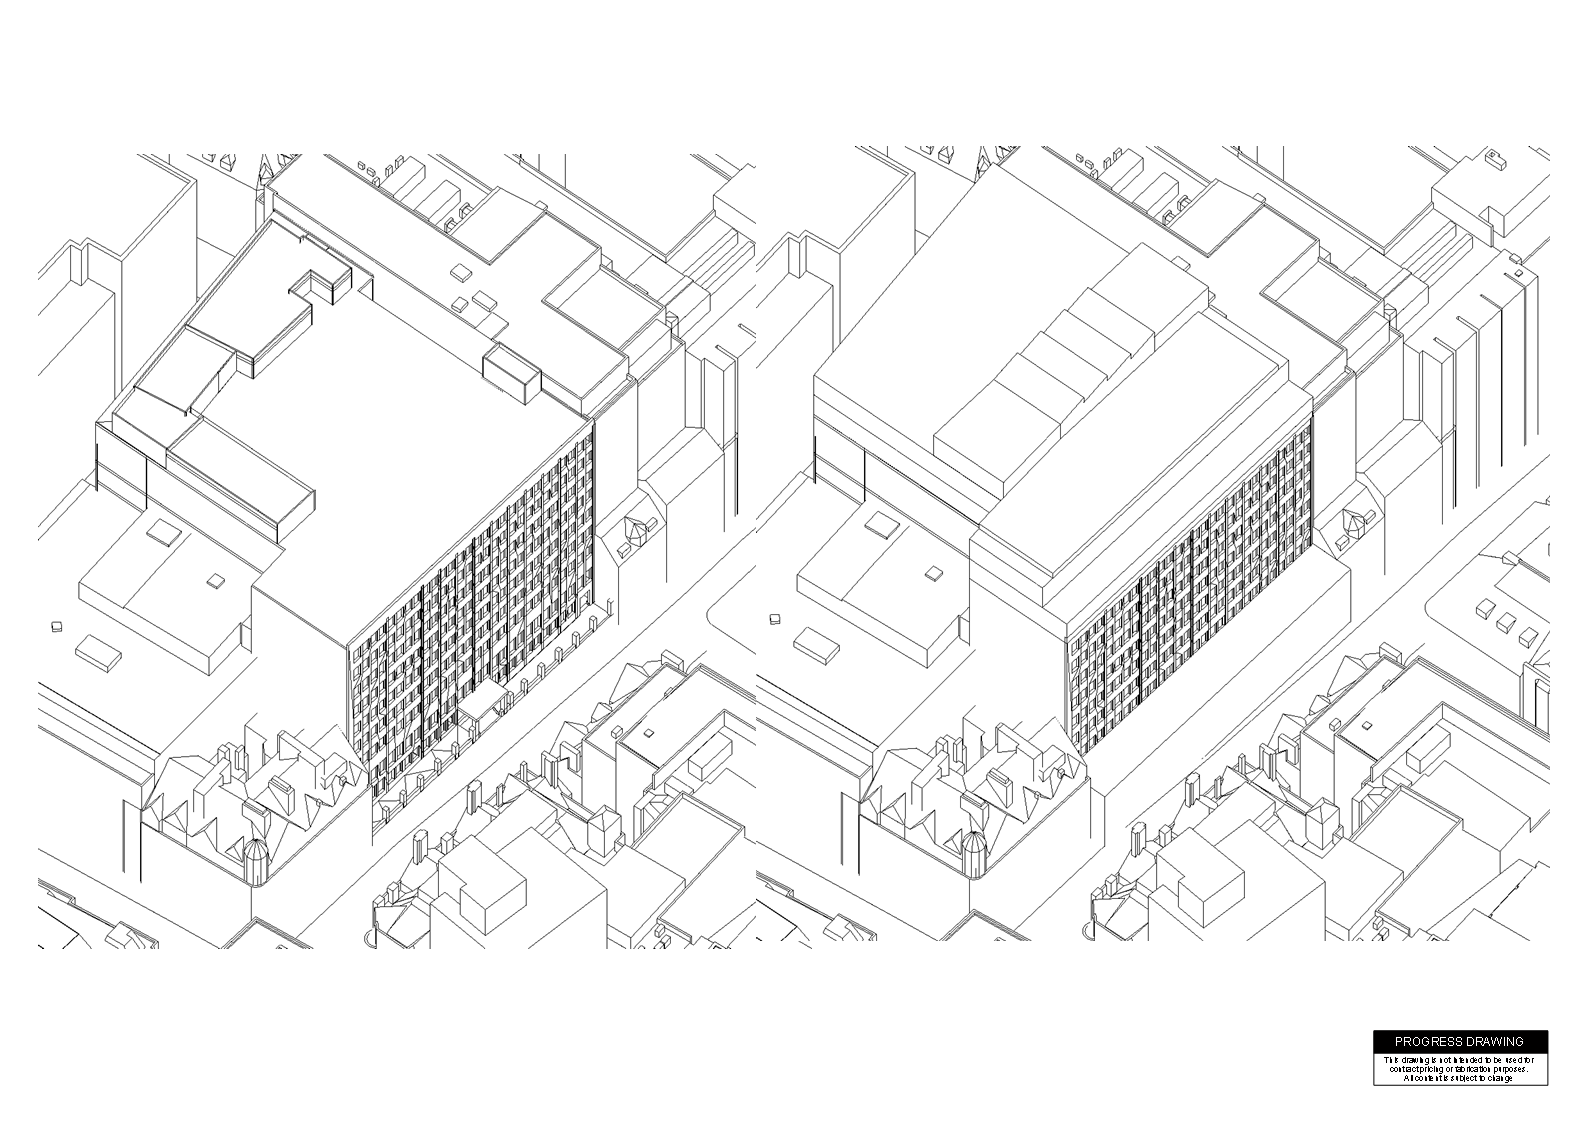 PROGRESS DRAWING
This drawing is not intended to be used for
contract pricing or fabrication purposes.
All content is subject to change